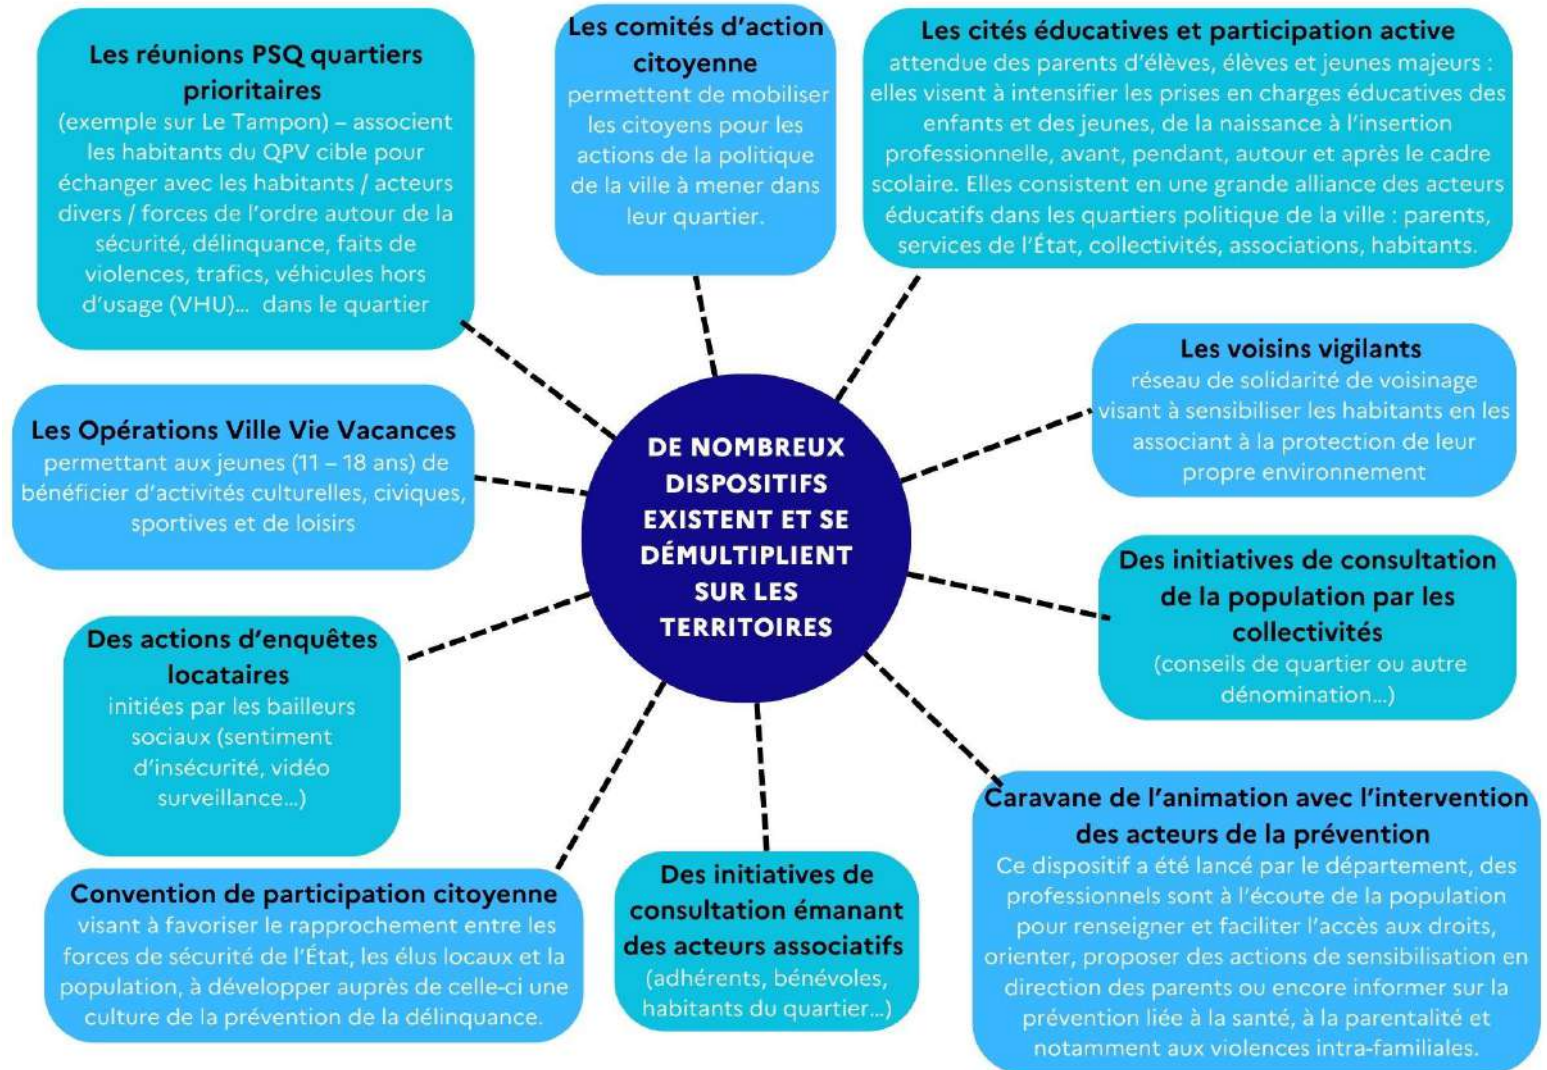 Les réunions PSQ quartiers
prioritaires
(exemple sur Le Tampon) – associent
les habitants du QPV cible pour
échanger avec les habitants / acteurs
divers / forces de l'ordre autour de la
sécurité, délinquance, faits de
violences, trafics, véhicules hors
d'usage (VHU)... dans le quartier
Les comités d'action
citoyenne
permettent de mobiliser
les citoyens pour les
actions de la politique
de la ville à mener dans
leur quartier.
Les cités éducatives et participation active
attendue des parents d'élèves, élèves et jeunes majeurs :
elles visent à intensifier les prises en charges éducatives des
enfants et des jeunes, de la naissance à l'insertion
professionnelle, avant, pendant, autour et après le cadre
scolaire. Elles consistent en une grande alliance des acteurs
éducatifs dans les quartiers politique de la ville : parents,
services de l'État, collectivités, associations, habitants.
Les voisins vigilants
réseau de solidarité de voisinage
visant à sensibiliser les habitants en les
associant à la protection de leur
propre environnement
Les Opérations Ville Vie Vacances
permettant aux jeunes (11 – 18 ans) de
bénéficier d'activités culturelles, civiques,
sportives et de loisirs
DE NOMBREUX
DISPOSITIFS
EXISTENT ET SE
DÉMULTIPLIENT
SUR LES
TERRITOIRES
Des initiatives de consultation
de la population par les
collectivités
(conseils de quartier ou autre
dénomination...)
Des actions d'enquêtes
locataires
initiées par les bailleurs
sociaux (sentiment
d'insécurité, vidéo
surveillance...)
Convention de participation citoyenne
visant à favoriser le rapprochement entre les
forces de sécurité de l'État, les élus locaux et la
population, à développer auprès de celle-ci une
culture de la prévention de la délinquance.
Des initiatives de
consultation émanant
des acteurs associatifs
(adhérents, bénévoles,
habitants du quartier...)
Caravane de l'animation avec l'intervention
des acteurs de la prévention
Ce dispositif a été lancé par le département, des
professionnels sont à l'écoute de la population
pour renseigner et faciliter l'accès aux droits,
orienter, proposer des actions de sensibilisation en
direction des parents ou encore informer sur la
prévention liée à la santé, à la parentalité et
notamment aux violences intra-familiales.